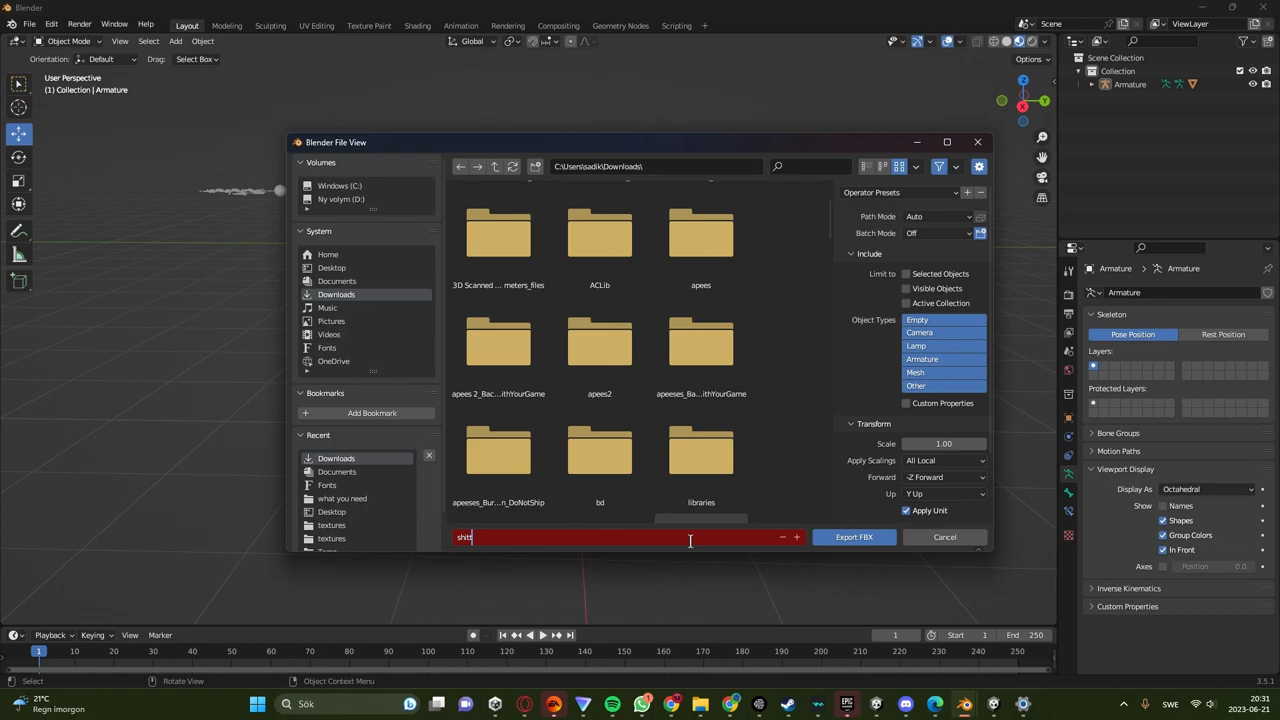 Blender
File Edit Render Window Help Layout Modeling Sculpting UV Editing Texture Paint Shading Animation Rendering Compositing Geometry Nodes Scripting + Scene ViewLayer
Object Mode View Select Add Object Global
Orientation: Default Drag: Select Box Options
User Perspective
(1) Collection | Armature
Scene Collection
Collection
Armature
Z
Y
X
Blender File View
Volumes
Windows (C:)
Ny volym (D:)
System
Home
Desktop
Documents
Downloads
Music
Pictures
Videos
Fonts
OneDrive
Bookmarks
Add Bookmark
Recent
Downloads
Documents
Fonts
what you need
Desktop
textures
textures
C:\Users\sadik\Downloads\
3D Scanned ... meters_files ACLib apees
apees 2_Bac...ithYourGame apees2 apeeses_Ba...ithYourGame
apeeses_Bur...n_DoNotShip bd libraries
shitt
Export FBX Cancel
Operator Presets
Path Mode Auto
Batch Mode Off
Include
Limit to Selected Objects
Visible Objects
Active Collection
Object Types Empty
Camera
Lamp
Armature
Mesh
Other
Custom Properties
Transform
Scale 1.00
Apply Scalings All Local
Forward -Z Forward
Up Y Up
Apply Unit
Armature > Armature
Armature
Skeleton
Pose Position Rest Position
Layers:
Protected Layers:
Bone Groups
Motion Paths
Viewport Display
Display As Octahedral
Show Names
Shapes
Group Colors
In Front
Axes Position 0.0
Inverse Kinematics
Custom Properties
Playback Keying View Marker 1 Start 1 End 250
1 10 20 30 40 50 60 70 80 90 100 110 120 130 140 150 160 170 180 190 200 210 220 230 240 250
Select Rotate View Object Context Menu 3.5.1
21°C
Regn imorgon
Sök
1
SWE
20:31
2023-06-21